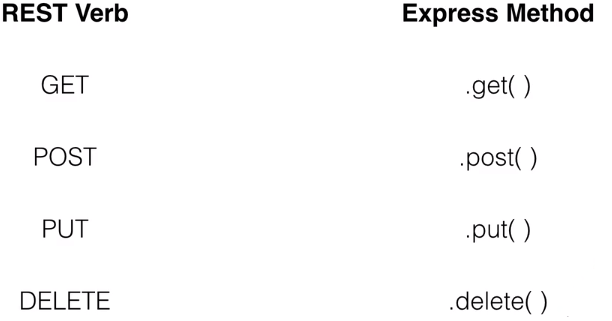 REST Verb Express Method
GET .get( )
POST .post( )
PUT .put( )
DELETE .delete( )